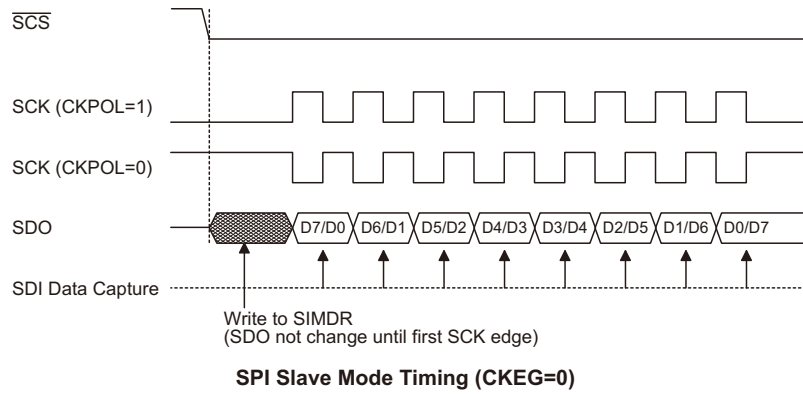 SCS
SCK (CKPOL=1)
SCK (CKPOL=0)
SDO
D7/D0 D6/D1 D5/D2 D4/D3 D3/D4 D2/D5 D1/D6 D0/D7
SDI Data Capture
Write to SIMDR
(SDO not change until first SCK edge)
SPI Slave Mode Timing (CKEG=0)